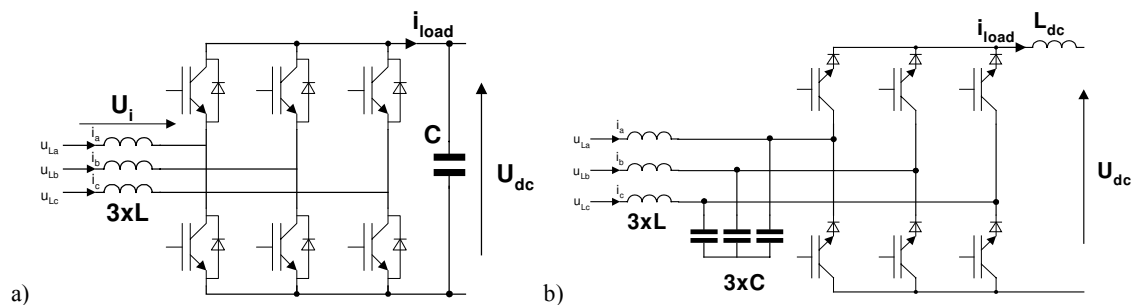 i_load
U_i
i_a
u_La
i_b
u_Lb
i_c
u_Lc
3xL
C
U_dc
a)
i_load
L_dc
i_a
u_La
i_b
u_Lb
i_c
u_Lc
3xL
3xC
U_dc
b)